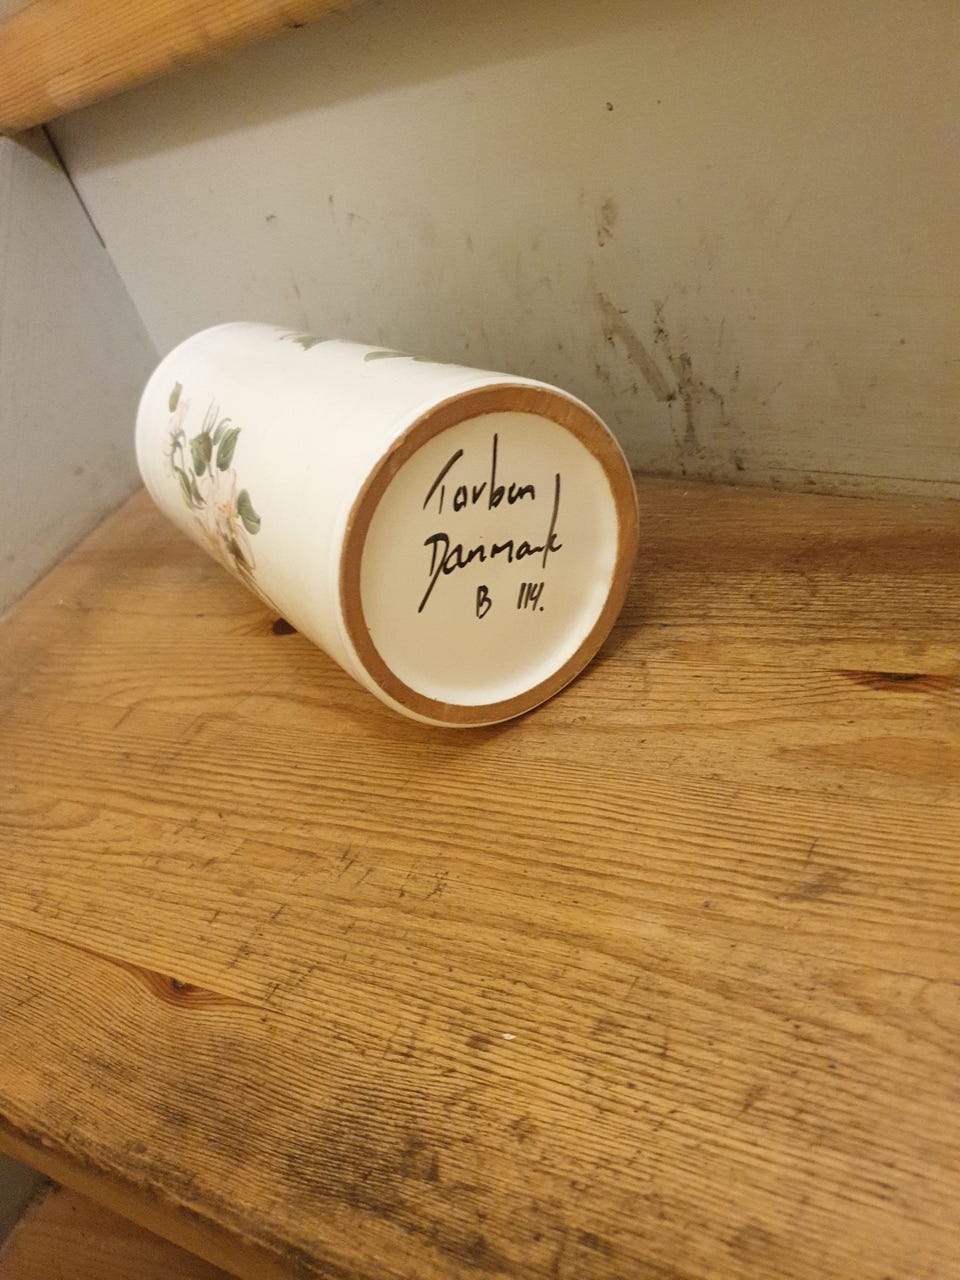 Torben
Danmark
B 114.